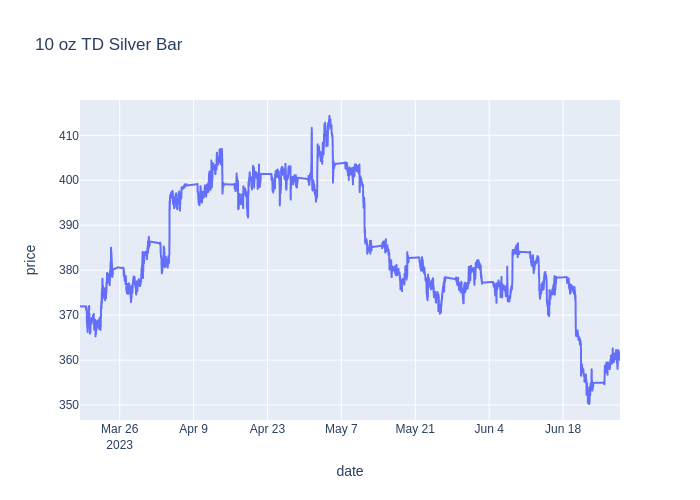 10 oz TD Silver Bar
price
410
400
390
380
370
360
350
Mar 26
2023
Apr 9
Apr 23
May 7
May 21
Jun 4
Jun 18
date